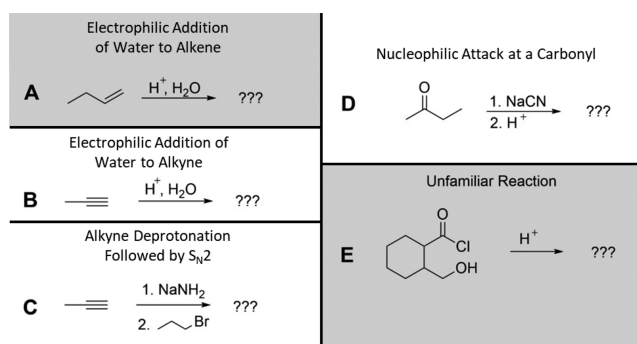 Electrophilic Addition
of Water to Alkene
A
H⁺, H₂O
???
Electrophilic Addition of
Water to Alkyne
B
H⁺, H₂O
???
Alkyne Deprotonation
Followed by Sₙ2
C
1. NaNH₂
2.
Br
???
Nucleophilic Attack at a Carbonyl
D
O
1. NaCN
2. H⁺
???
Unfamiliar Reaction
E
O
Cl
OH
H⁺
???